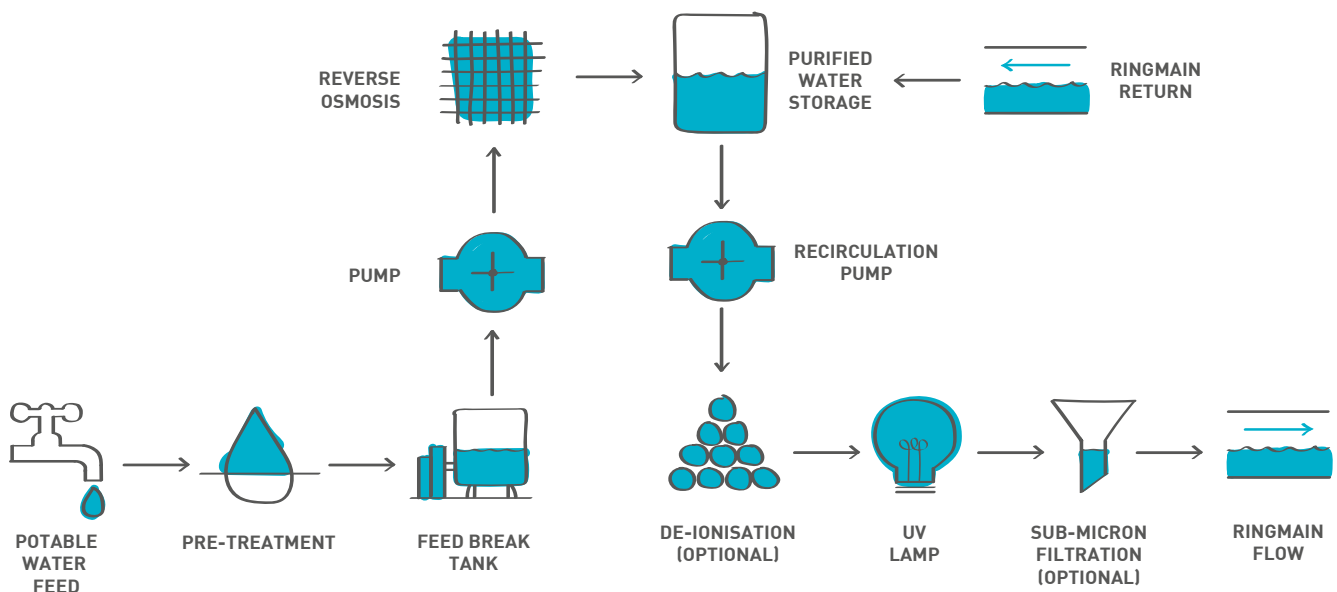 REVERSE
OSMOSIS
PURIFIED
WATER
STORAGE
RINGMAIN
RETURN
PUMP
RECIRCULATION
PUMP
POTABLE
WATER
FEED
PRE-TREATMENT
FEED BREAK
TANK
DE-IONISATION
(OPTIONAL)
UV
LAMP
SUB-MICRON
FILTRATION
(OPTIONAL)
RINGMAIN
FLOW